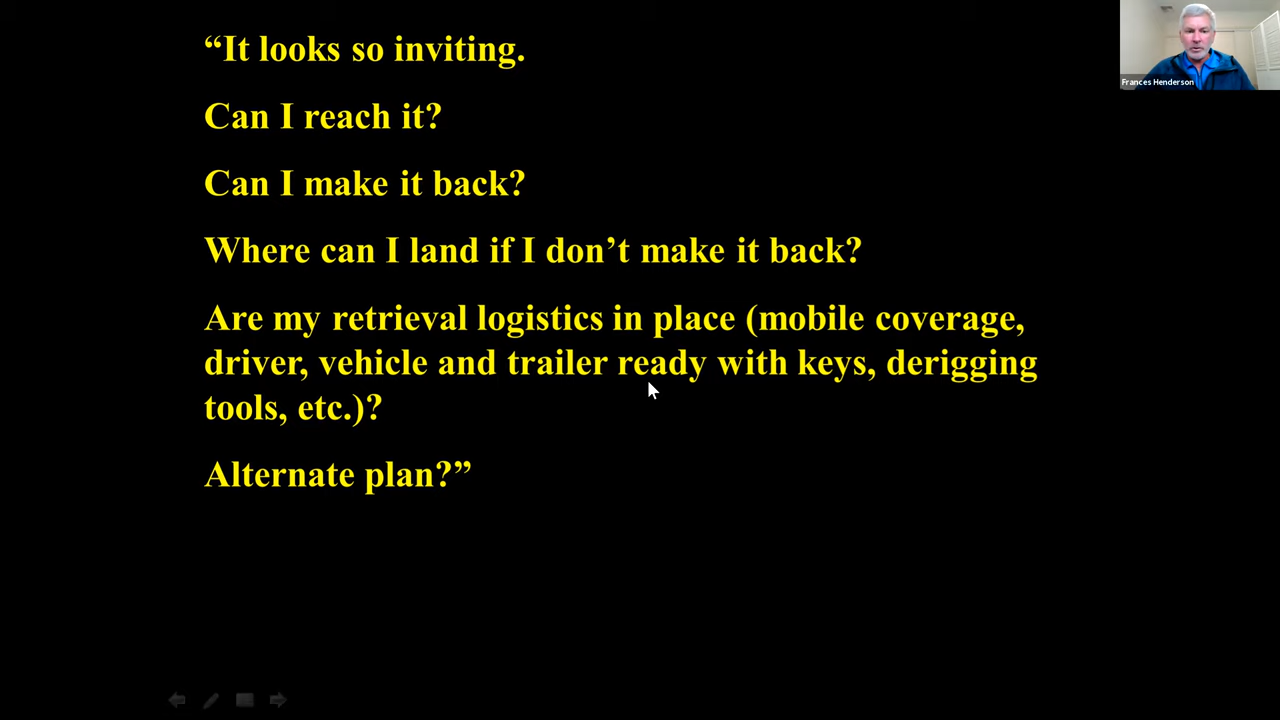 “It looks so inviting.
Can I reach it?
Can I make it back?
Where can I land if I don’t make it back?
Are my retrieval logistics in place (mobile coverage,
driver, vehicle and trailer ready with keys, derigging
tools, etc.)?
Alternate plan?”
Frances Henderson